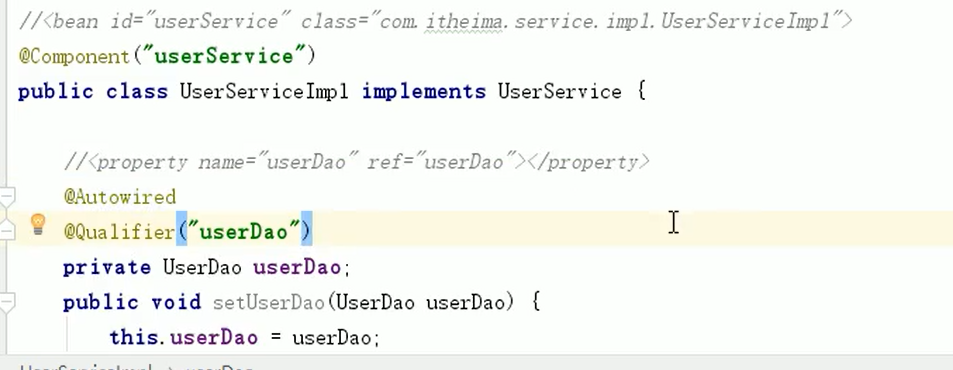 //<bean id="userService" class="com.itheima.service.impl.UserServiceImpl">
@Component("userService")
public class UserServiceImpl implements UserService {
//<property name="userDao" ref="userDao"></property>
@Autowired
@Qualifier("userDao")
private UserDao userDao;
public void setUserDao(UserDao userDao) {
this.userDao = userDao;